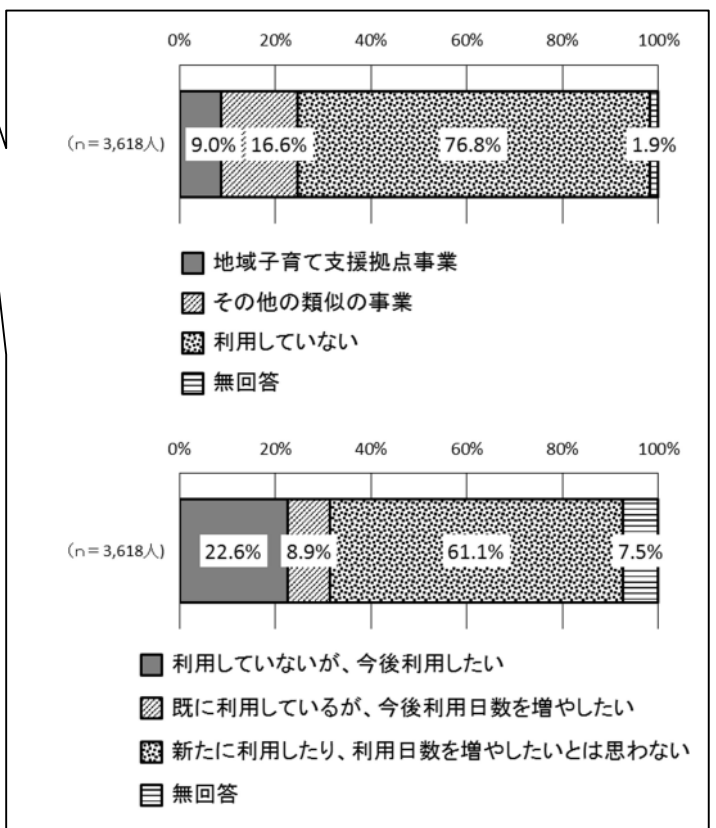 0% 20% 40% 60% 80% 100%
(n=3,618人) 9.0% 16.6% 76.8% 1.9%
地域子育て支援拠点事業
その他の類似の事業
利用していない
無回答
0% 20% 40% 60% 80% 100%
(n=3,618人) 22.6% 8.9% 61.1% 7.5%
利用していないが、今後利用したい
既に利用しているが、今後利用日数を増やしたい
新たに利用したり、利用日数を増やしたいとは思わない
無回答